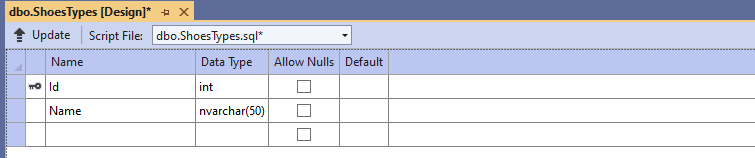 dbo.ShoesTypes [Design]*
Update Script File: dbo.ShoesTypes.sql*
Name Data Type Allow Nulls Default
Id int
Name nvarchar(50)